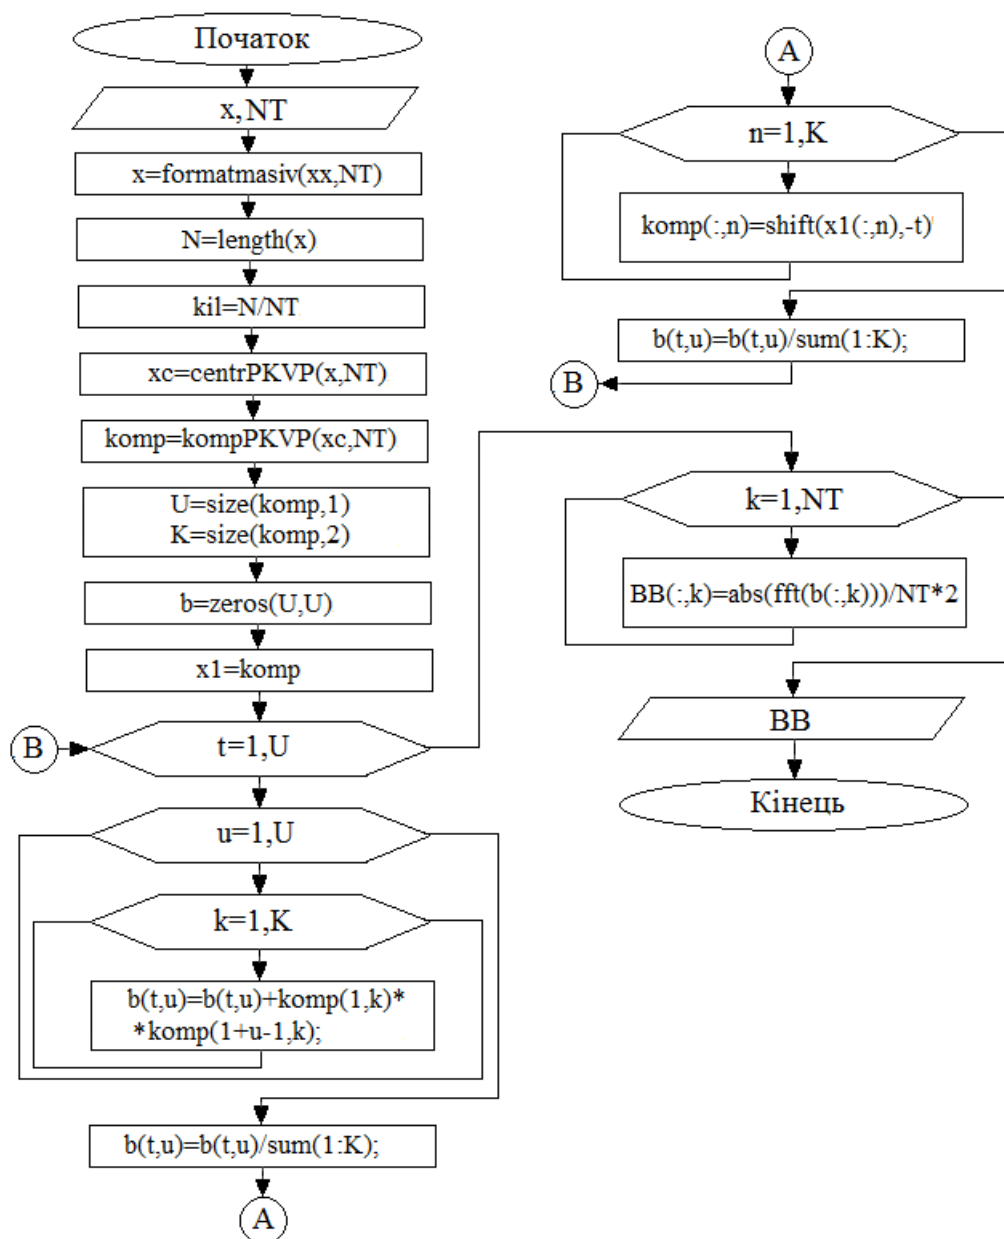 Початок
x,NT
x=formatmasiv(xx,NT)
N=length(x)
kil=N/NT
xc=centrPKVP(x,NT)
komp=kompPKVP(xc,NT)
U=size(komp,1)
K=size(komp,2)
b=zeros(U,U)
x1=komp
B
t=1,U
u=1,U
k=1,K
b(t,u)=b(t,u)+komp(1,k)*
*komp(1+u-1,k);
b(t,u)=b(t,u)/sum(1:K);
A
A
n=1,K
komp(:,n)=shift(x1(:,n),-t)'
b(t,u)=b(t,u)/sum(1:K);
B
k=1,NT
BB(:,k)=abs(fft(b(:,k)))/NT*2
BB
Кінець